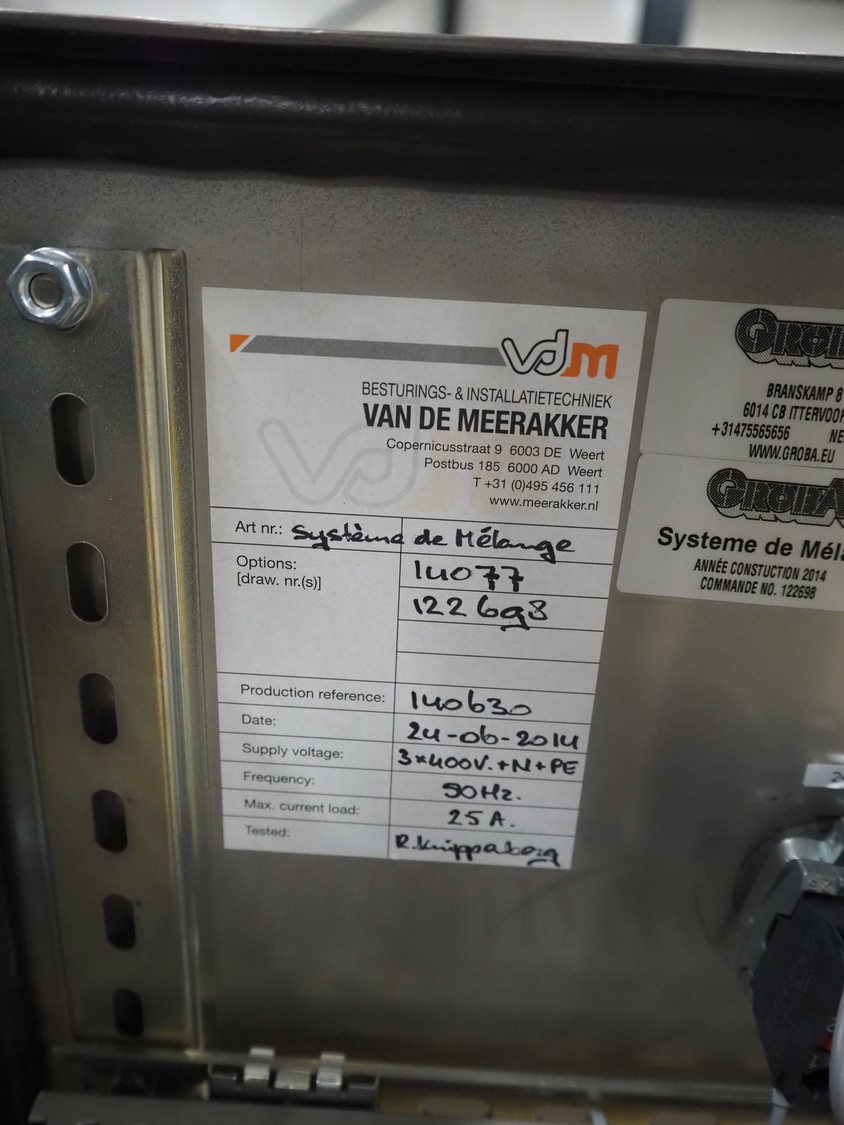 vdm
BESTURINGS- & INSTALLATIETECHNIEK
VAN DE MEERAKKER
Copernicusstraat 9 6003 DE Weert
Postbus 185 6000 AD Weert
T +31 (0)495 456 111
www.meerakker.nl
Art nr.: système de Mélange
Options: 14077
[draw. nr.(s)] 122698
Production reference: 140630
Date: 24-06-2014
Supply voltage: 3x400V.+N+PE
Frequency: 50Hz.
Max. current load: 25A.
Tested: R.
BRANSKAMP 8
6014 CB
+31475565656
WWW.GROBA.EU
Systeme de
ANNÉE CONSTUCTION 2014
COMMANDE NO. 122698